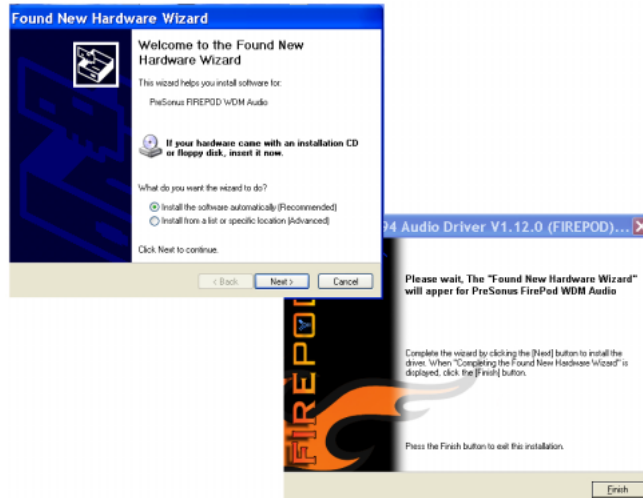 Found New Hardware Wizard
Welcome to the Found New
Hardware Wizard
This wizard helps you install software for:
PreSonus FIREPOD WDM Audio
If your hardware came with an installation CD
or floppy disk, insert it now.
What do you want the wizard to do?
Install the software automatically (Recommended)
Install from a list or specific location (Advanced)
Click Next to continue.
< Back
Next >
Cancel
94 Audio Driver V1.12.0 (FIREPOD)...
FIREPOD
Please wait, The "Found New Hardware Wizard"
will apper for PreSonus FirePod WDM Audio
Complete the wizard by clicking the [Next] button to install the
driver. When "Completing the Found New Hardware Wizard" is
displayed, click the [Finish] button.
Press the Finish button to exit this installation.
Finish